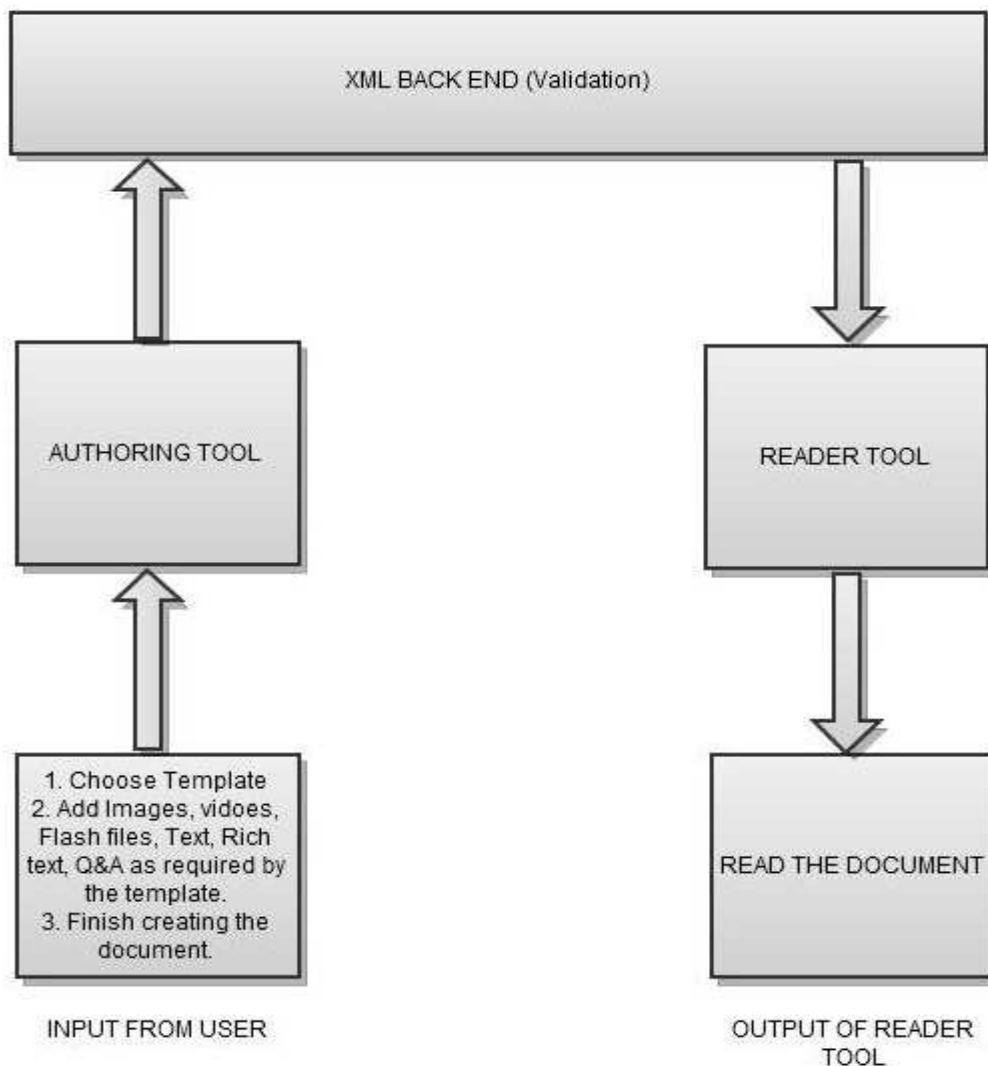 XML BACK END (Validation)
AUTHORING TOOL
READER TOOL
1. Choose Template
2. Add Images, vidoes,
Flash files, Text, Rich
text, Q&A as required by
the template.
3. Finish creating the
document.
READ THE DOCUMENT
INPUT FROM USER
OUTPUT OF READER
TOOL